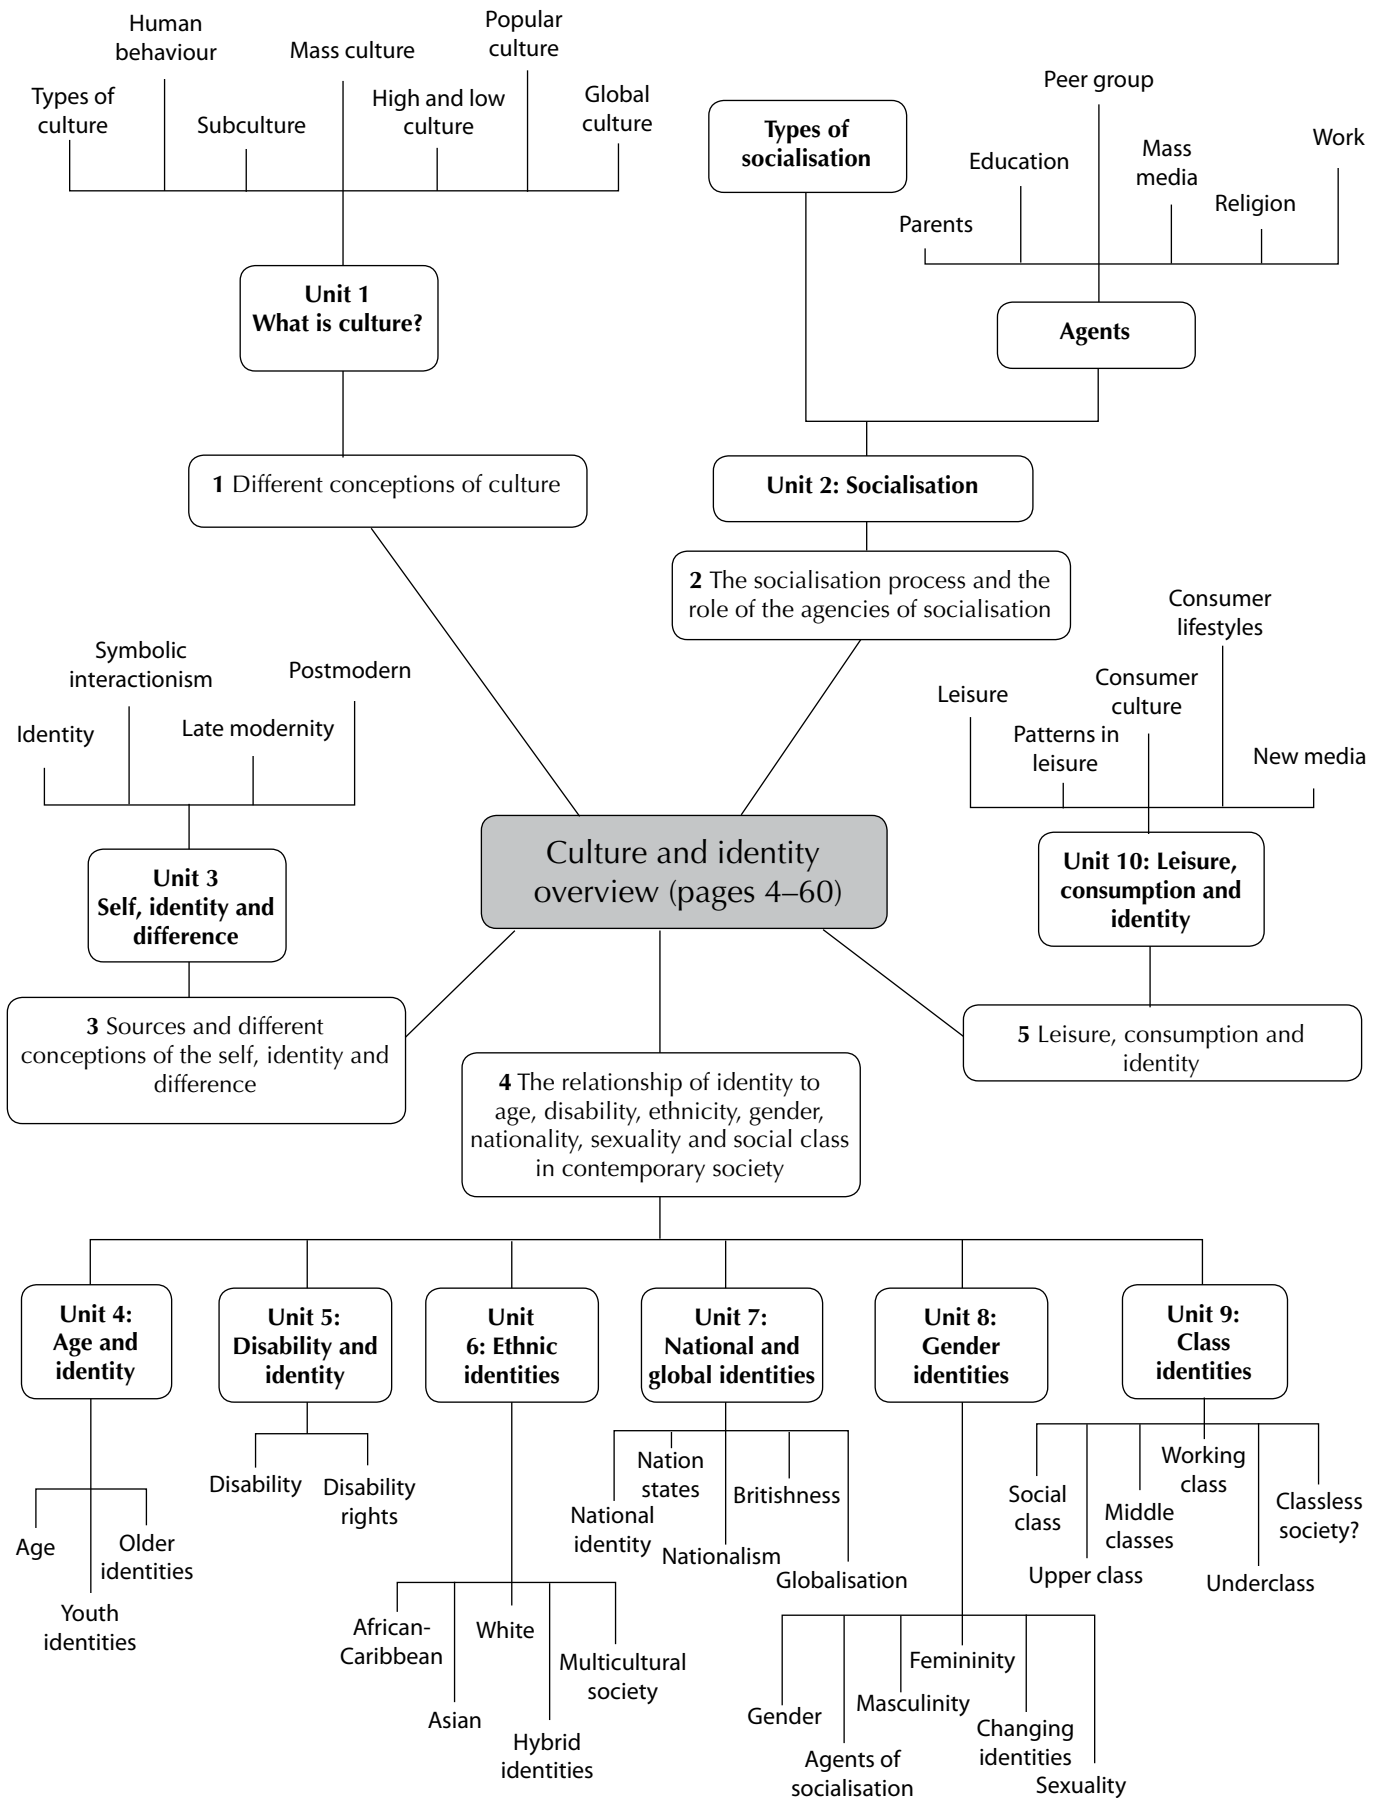 Human
behaviour
Mass culture
Popular
culture
Types of
culture
Subculture
High and low
culture
Global
culture
Unit 1
What is culture?
1 Different conceptions of culture
Types of
socialisation
Peer group
Education
Mass
media
Work
Parents
Religion
Agents
Unit 2: Socialisation
2 The socialisation process and the
role of the agencies of socialisation
Symbolic
interactionism
Postmodern
Identity
Late modernity
Unit 3
Self, identity and
difference
3 Sources and different
conceptions of the self, identity and
difference
Culture and identity
overview (pages 4–60)
Consumer
lifestyles
Leisure
Consumer
culture
Patterns in
leisure
New media
Unit 10: Leisure,
consumption and
identity
5 Leisure, consumption and
identity
4 The relationship of identity to
age, disability, ethnicity, gender,
nationality, sexuality and social class
in contemporary society
Unit 4:
Age and
identity
Age
Older
identities
Youth
identities
Unit 5:
Disability and
identity
Disability
Disability
rights
Unit
6: Ethnic
identities
African-
Caribbean
White
Asian
Hybrid
identities
Multicultural
society
Unit 7:
National and
global identities
Nation
states
Britishness
National
identity
Nationalism
Globalisation
Unit 8:
Gender
identities
Femininity
Masculinity
Gender
Changing
identities
Agents of
socialisation
Sexuality
Unit 9:
Class
identities
Working
class
Social
class
Middle
classes
Classless
society?
Upper class
Underclass